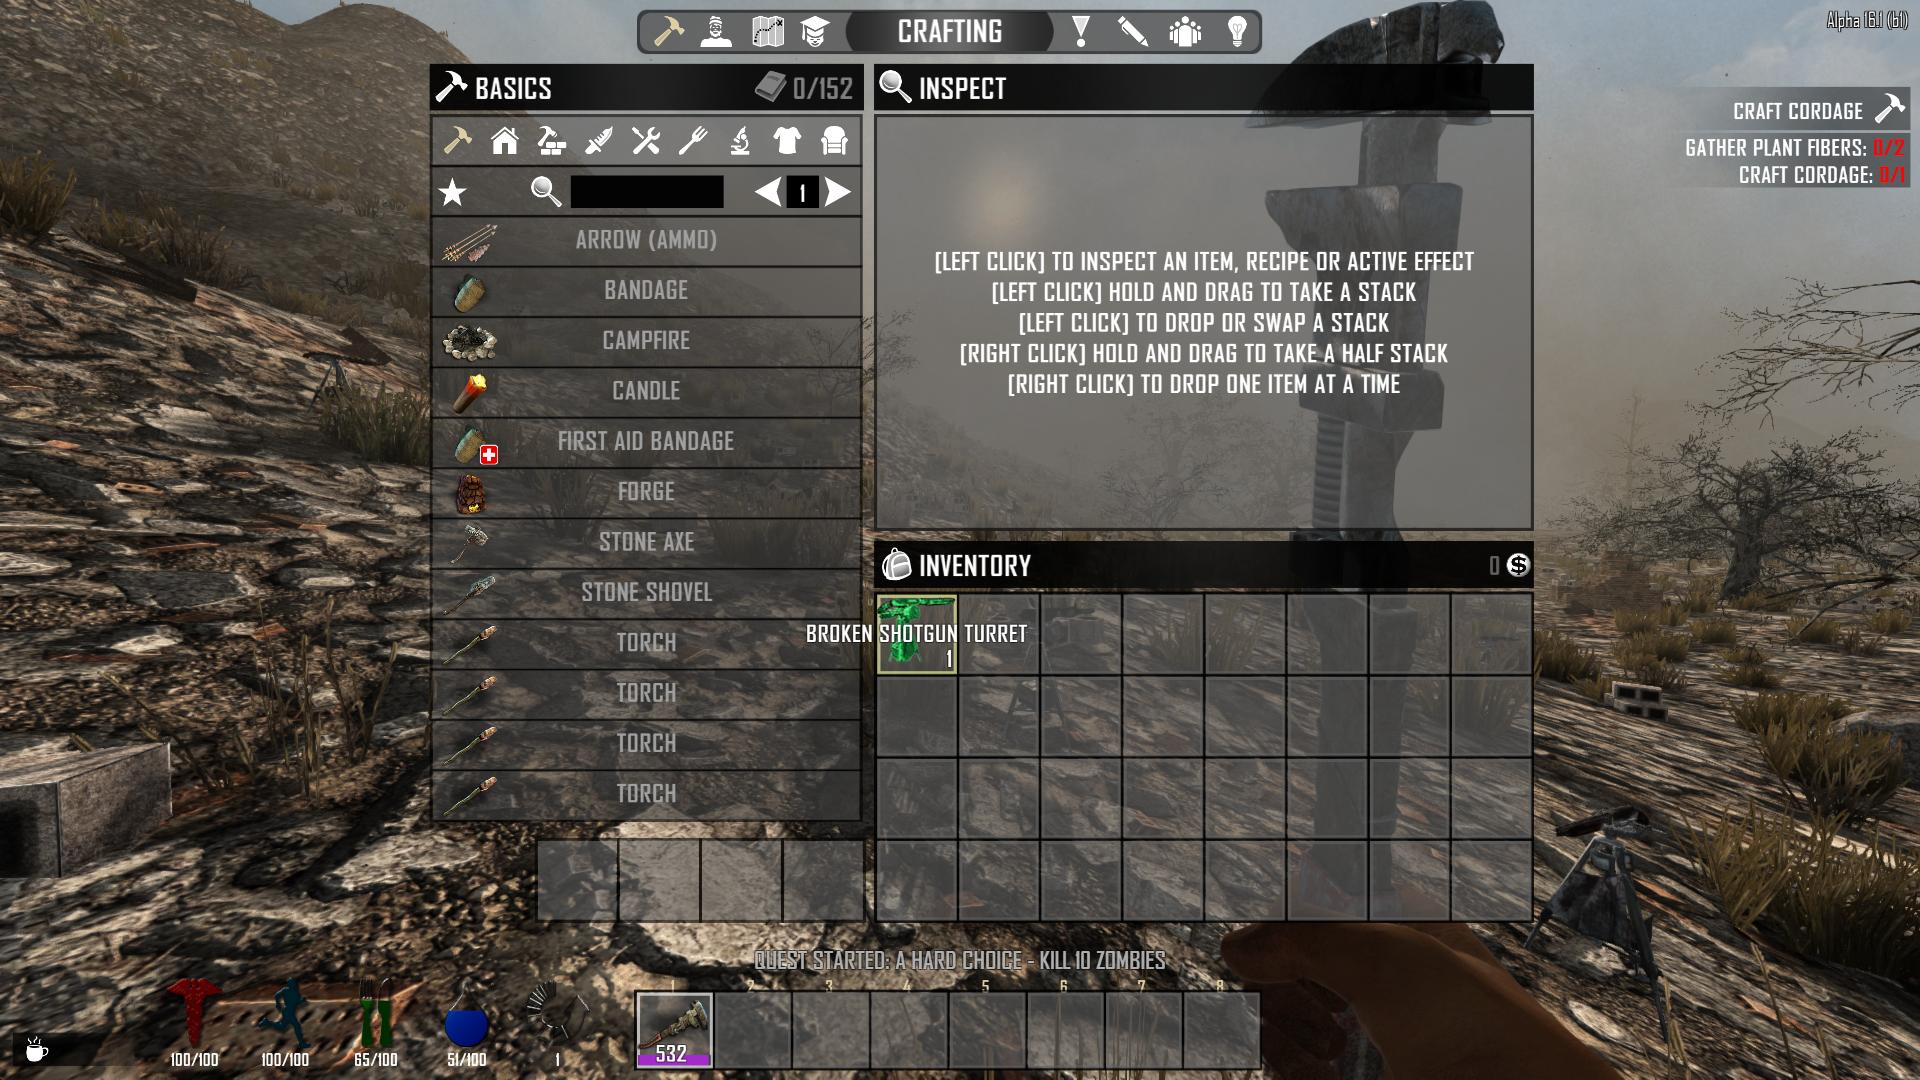 CRAFTING
Alpha 16.1 (b1)
BASICS
0/152
INSPECT
CRAFT CORDAGE
GATHER PLANT FIBERS: 0/2
CRAFT CORDAGE: 0/1
1
ARROW (AMMO)
BANDAGE
CAMPFIRE
CANDLE
FIRST AID BANDAGE
FORGE
STONE AXE
STONE SHOVEL
TORCH
TORCH
TORCH
TORCH
[LEFT CLICK] TO INSPECT AN ITEM, RECIPE OR ACTIVE EFFECT
[LEFT CLICK] HOLD AND DRAG TO TAKE A STACK
[LEFT CLICK] TO DROP OR SWAP A STACK
[RIGHT CLICK] HOLD AND DRAG TO TAKE A HALF STACK
[RIGHT CLICK] TO DROP ONE ITEM AT A TIME
INVENTORY
0
BROKEN SHOTGUN TURRET
1
QUEST STARTED: A HARD CHOICE - KILL 10 ZOMBIES
1 2 3 4 5 6 7 8
532
100/100
100/100
65/100
51/100
1